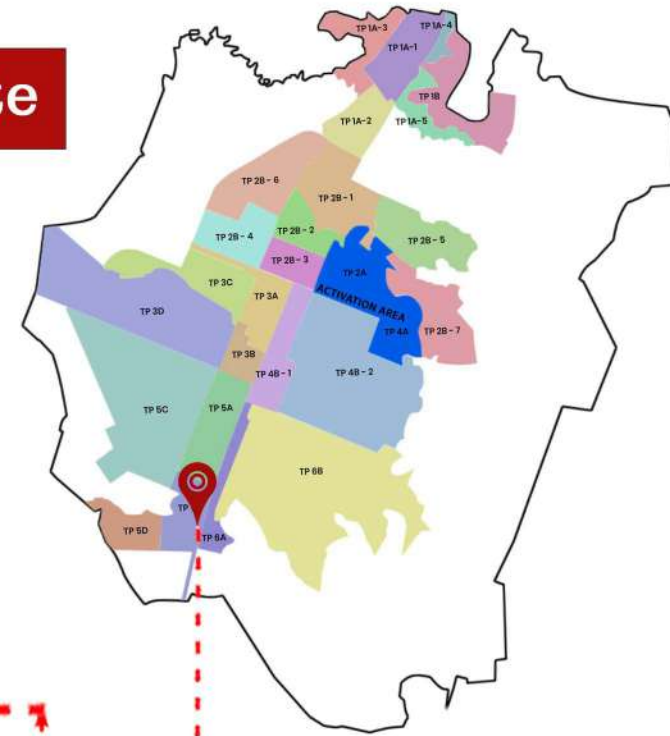 te
TP 1A-3
TP 1A-4
TP 1A-1
TP 1B
TP 1A-2
TP 1A-5
TP 2B - 6
TP 2B - 1
TP 2B - 4
TP 2B - 2
TP 2B - 5
TP 2B - 3
TP 2A
TP 3C
TP 3A
ACTIVATION AREA
TP 3D
TP 4A
TP 2B - 7
TP 3B
TP 4B - 1
TP 4B - 2
TP 5C
TP 5A
TP 6B
TP
TP 5D
TP 6A